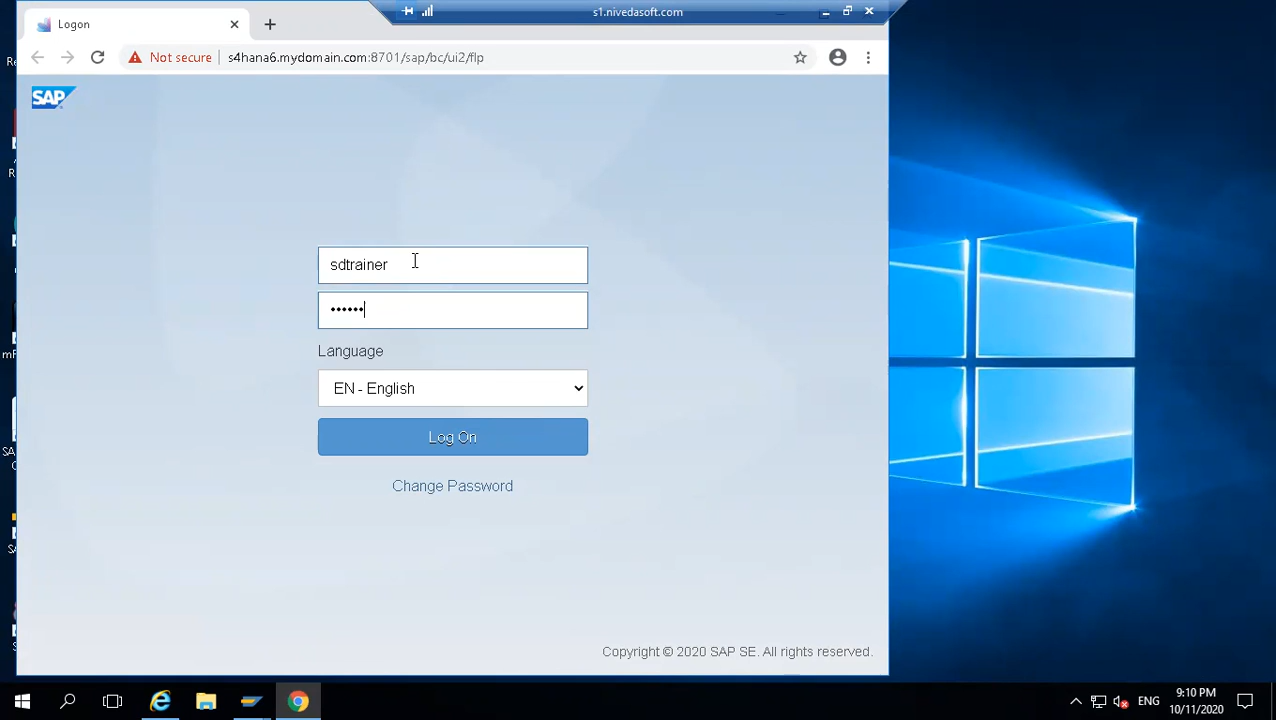 Logon
s1.nivedasoft.com
Not secure
s4hana6.mydomain.com:8701/sap/bc/ui2/flp
SAP
sdtrainer
••••••
Language
EN - English
Log On
Change Password
Copyright © 2020 SAP SE. All rights reserved.
ENG
9:10 PM
10/11/2020